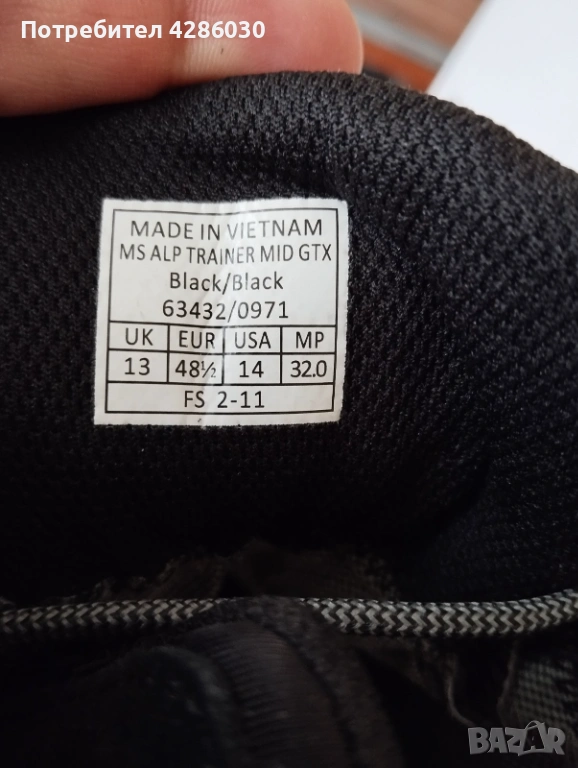 Потребител 4286030
MADE IN VIETNAM
MS ALP TRAINER MID GTX
Black/Black
63432/0971
UK EUR USA MP
13 48½ 14 32.0
FS 2-11
BAZAR